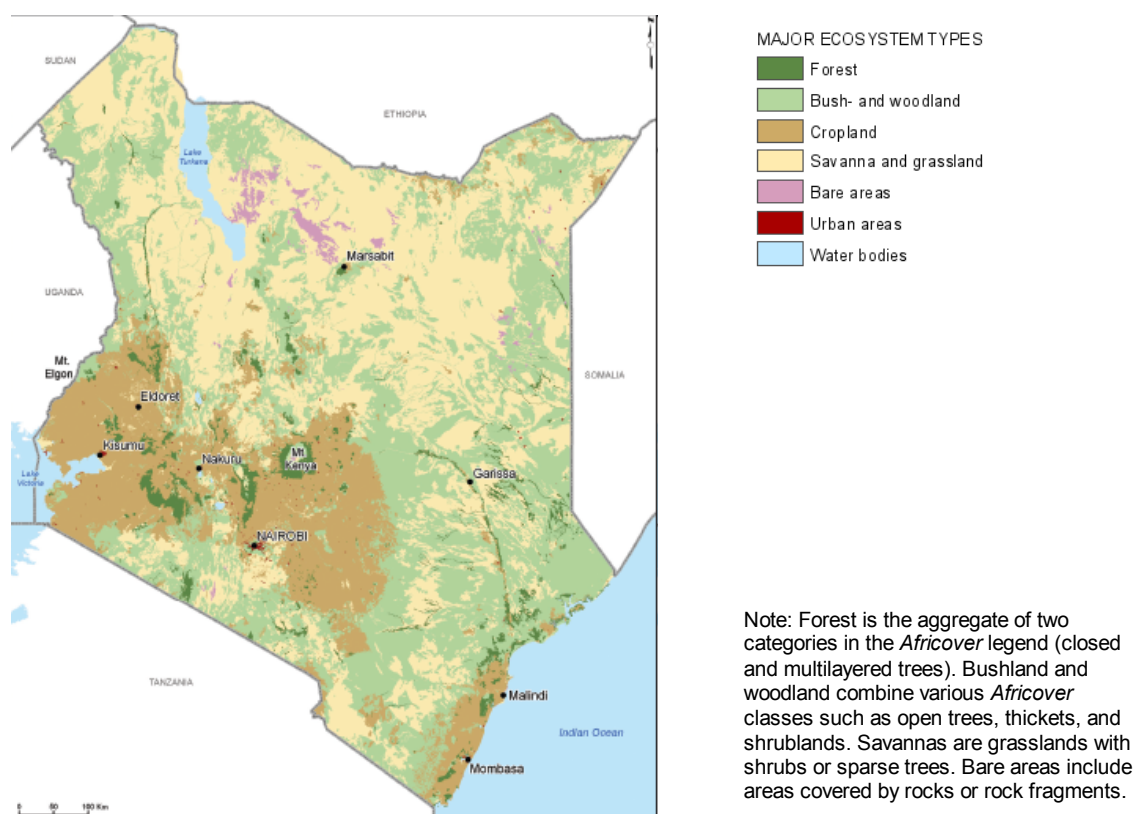 SUDAN
ETHIOPIA
Lake
Turkana
Marsabit
UGANDA
Mt.
Elgon
SOMALIA
Eldoret
Kisumu
Mt
Kenya
Nakuru
Garissa
Lake
Victoria
NAIROBI
TANZANIA
Malindi
Indian Ocean
Mombasa
0 50 100 Km
MAJOR ECOSYSTEM TYPES
Forest
Bush- and woodland
Cropland
Savanna and grassland
Bare areas
Urban areas
Water bodies
Note: Forest is the aggregate of two
categories in the Africover legend (closed
and multilayered trees). Bushland and
woodland combine various Africover
classes such as open trees, thickets, and
shrublands. Savannas are grasslands with
shrubs or sparse trees. Bare areas include
areas covered by rocks or rock fragments.